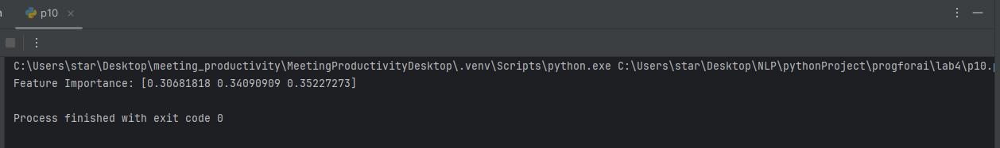 p10
C:\Users\star\Desktop\meeting_productivity\MeetingProductivityDesktop\.venv\Scripts\python.exe C:\Users\star\Desktop\NLP\pythonProject\progforai\lab4\p10.
Feature Importance: [0.30681818 0.34090909 0.35227273]
Process finished with exit code 0